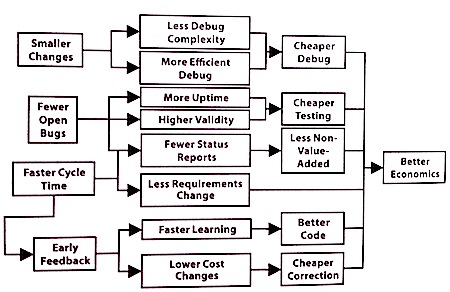 Smaller
Changes
Less Debug
Complexity
More Efficient
Debug
Cheaper
Debug
Fewer
Open
Bugs
More Uptime
Higher Validity
Cheaper
Testing
Fewer Status
Reports
Less Non-
Value-
Added
Faster Cycle
Time
Less Requirements
Change
Better
Economics
Early
Feedback
Faster Learning
Better
Code
Lower Cost
Changes
Cheaper
Correction